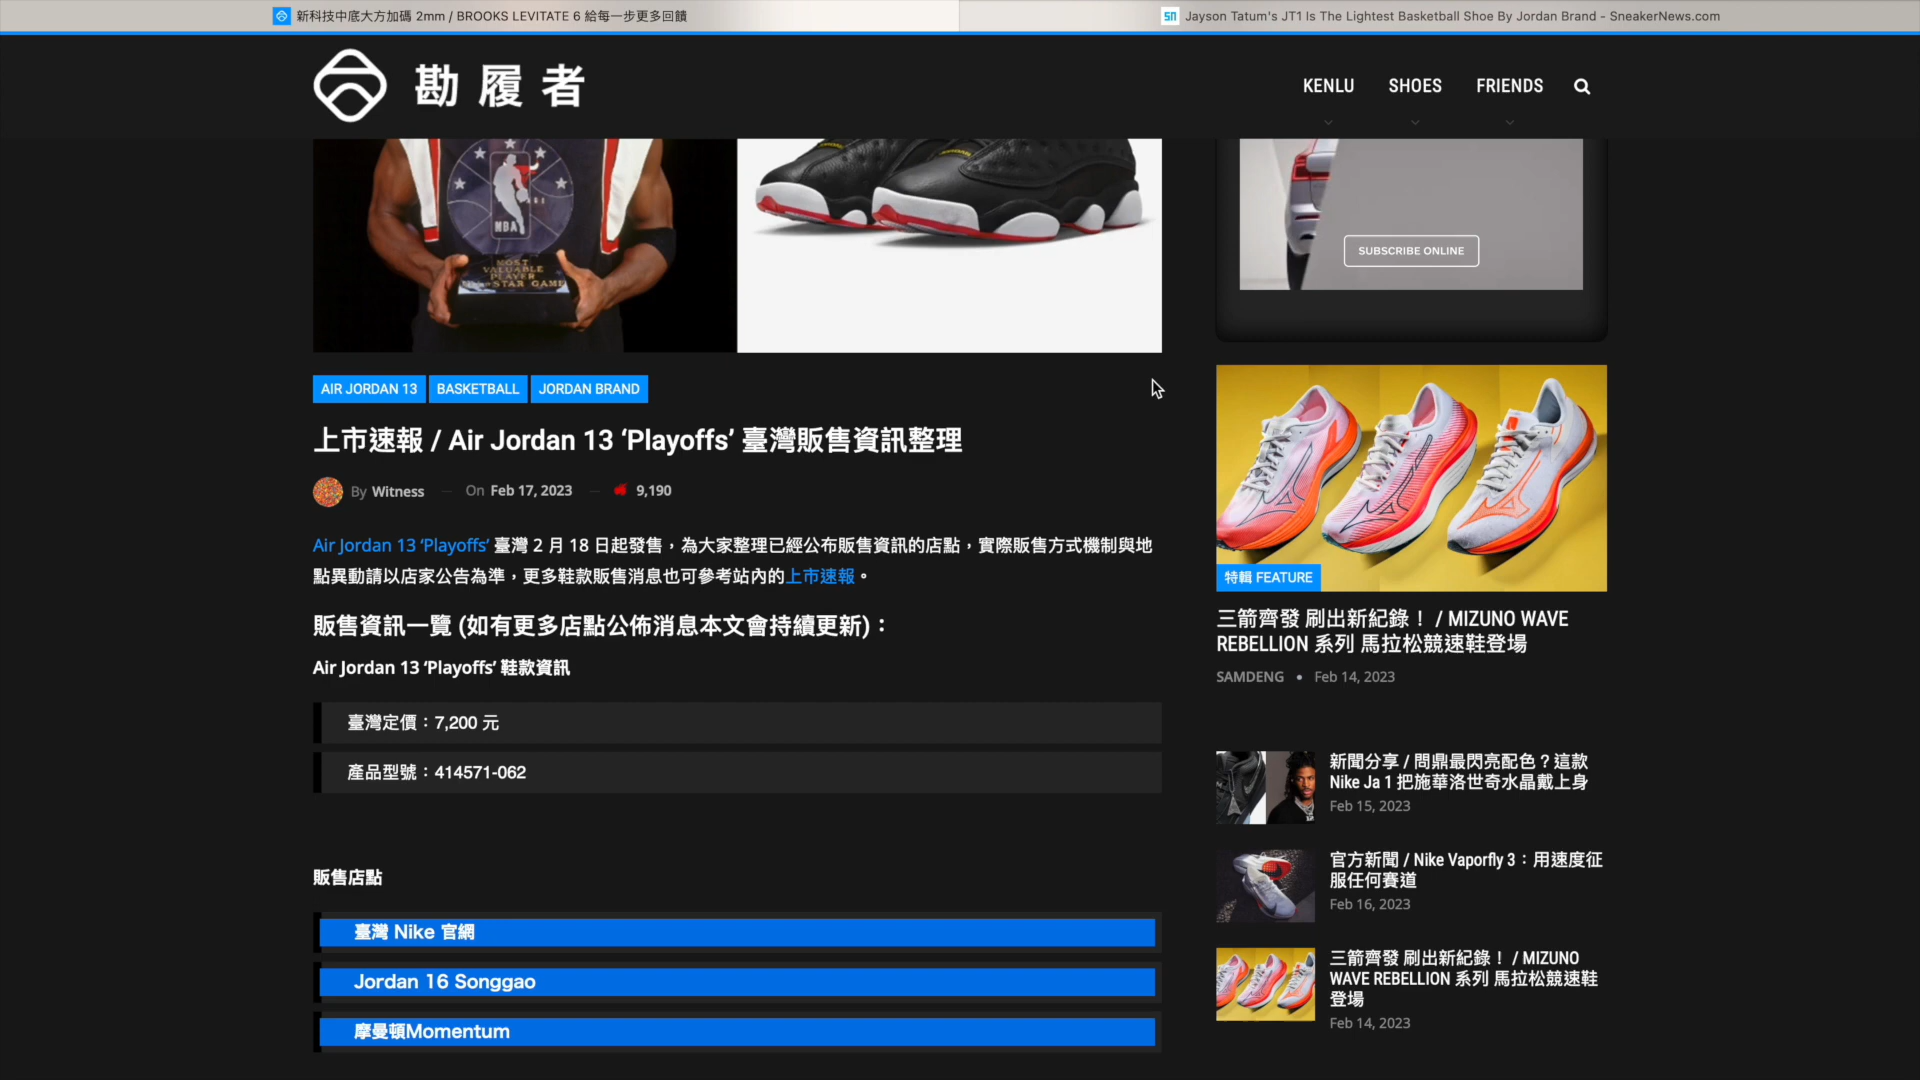 新科技中底大方加碼 2mm / BROOKS LEVITATE 6 給每一步更多回饋
Jayson Tatum's JT1 Is The Lightest Basketball Shoe By Jordan Brand - SneakerNews.com
勘履者
KENLU
SHOES
FRIENDS
NBA
MOST
VALUABLE
PLAYER
ALL-STAR GAME
SUBSCRIBE ONLINE
AIR JORDAN 13
BASKETBALL
JORDAN BRAND
上市速報 / Air Jordan 13 ‘Playoffs’ 臺灣販售資訊整理
By Witness — On Feb 17, 2023 — 9,190
Air Jordan 13 ‘Playoffs’ 臺灣 2 月 18 日起發售，為大家整理已經公布販售資訊的店點，實際販售方式機制與地
點異動請以店家公告為準，更多鞋款販售消息也可參考站內的上市速報。
販售資訊一覽 (如有更多店點公佈消息本文會持續更新)：
Air Jordan 13 ‘Playoffs’ 鞋款資訊
臺灣定價：7,200 元
產品型號：414571-062
販售店點
臺灣 Nike 官網
Jordan 16 Songgao
摩曼頓Momentum
特輯 FEATURE
三箭齊發 刷出新紀錄！ / MIZUNO WAVE
REBELLION 系列 馬拉松競速鞋登場
SAMDENG • Feb 14, 2023
新聞分享 / 問鼎最閃亮配色？這款
Nike Ja 1 把施華洛世奇水晶戴上身
Feb 15, 2023
官方新聞 / Nike Vaporfly 3：用速度征
服任何賽道
Feb 16, 2023
三箭齊發 刷出新紀錄！ / MIZUNO
WAVE REBELLION 系列 馬拉松競速鞋
登場
Feb 14, 2023